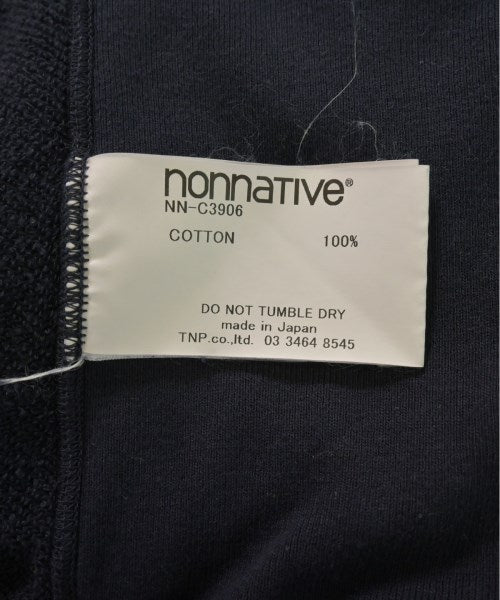 nonnative®
NN-C3906
COTTON 100%
DO NOT TUMBLE DRY
made in Japan
TNP.co,.ltd. 03 3464 8545